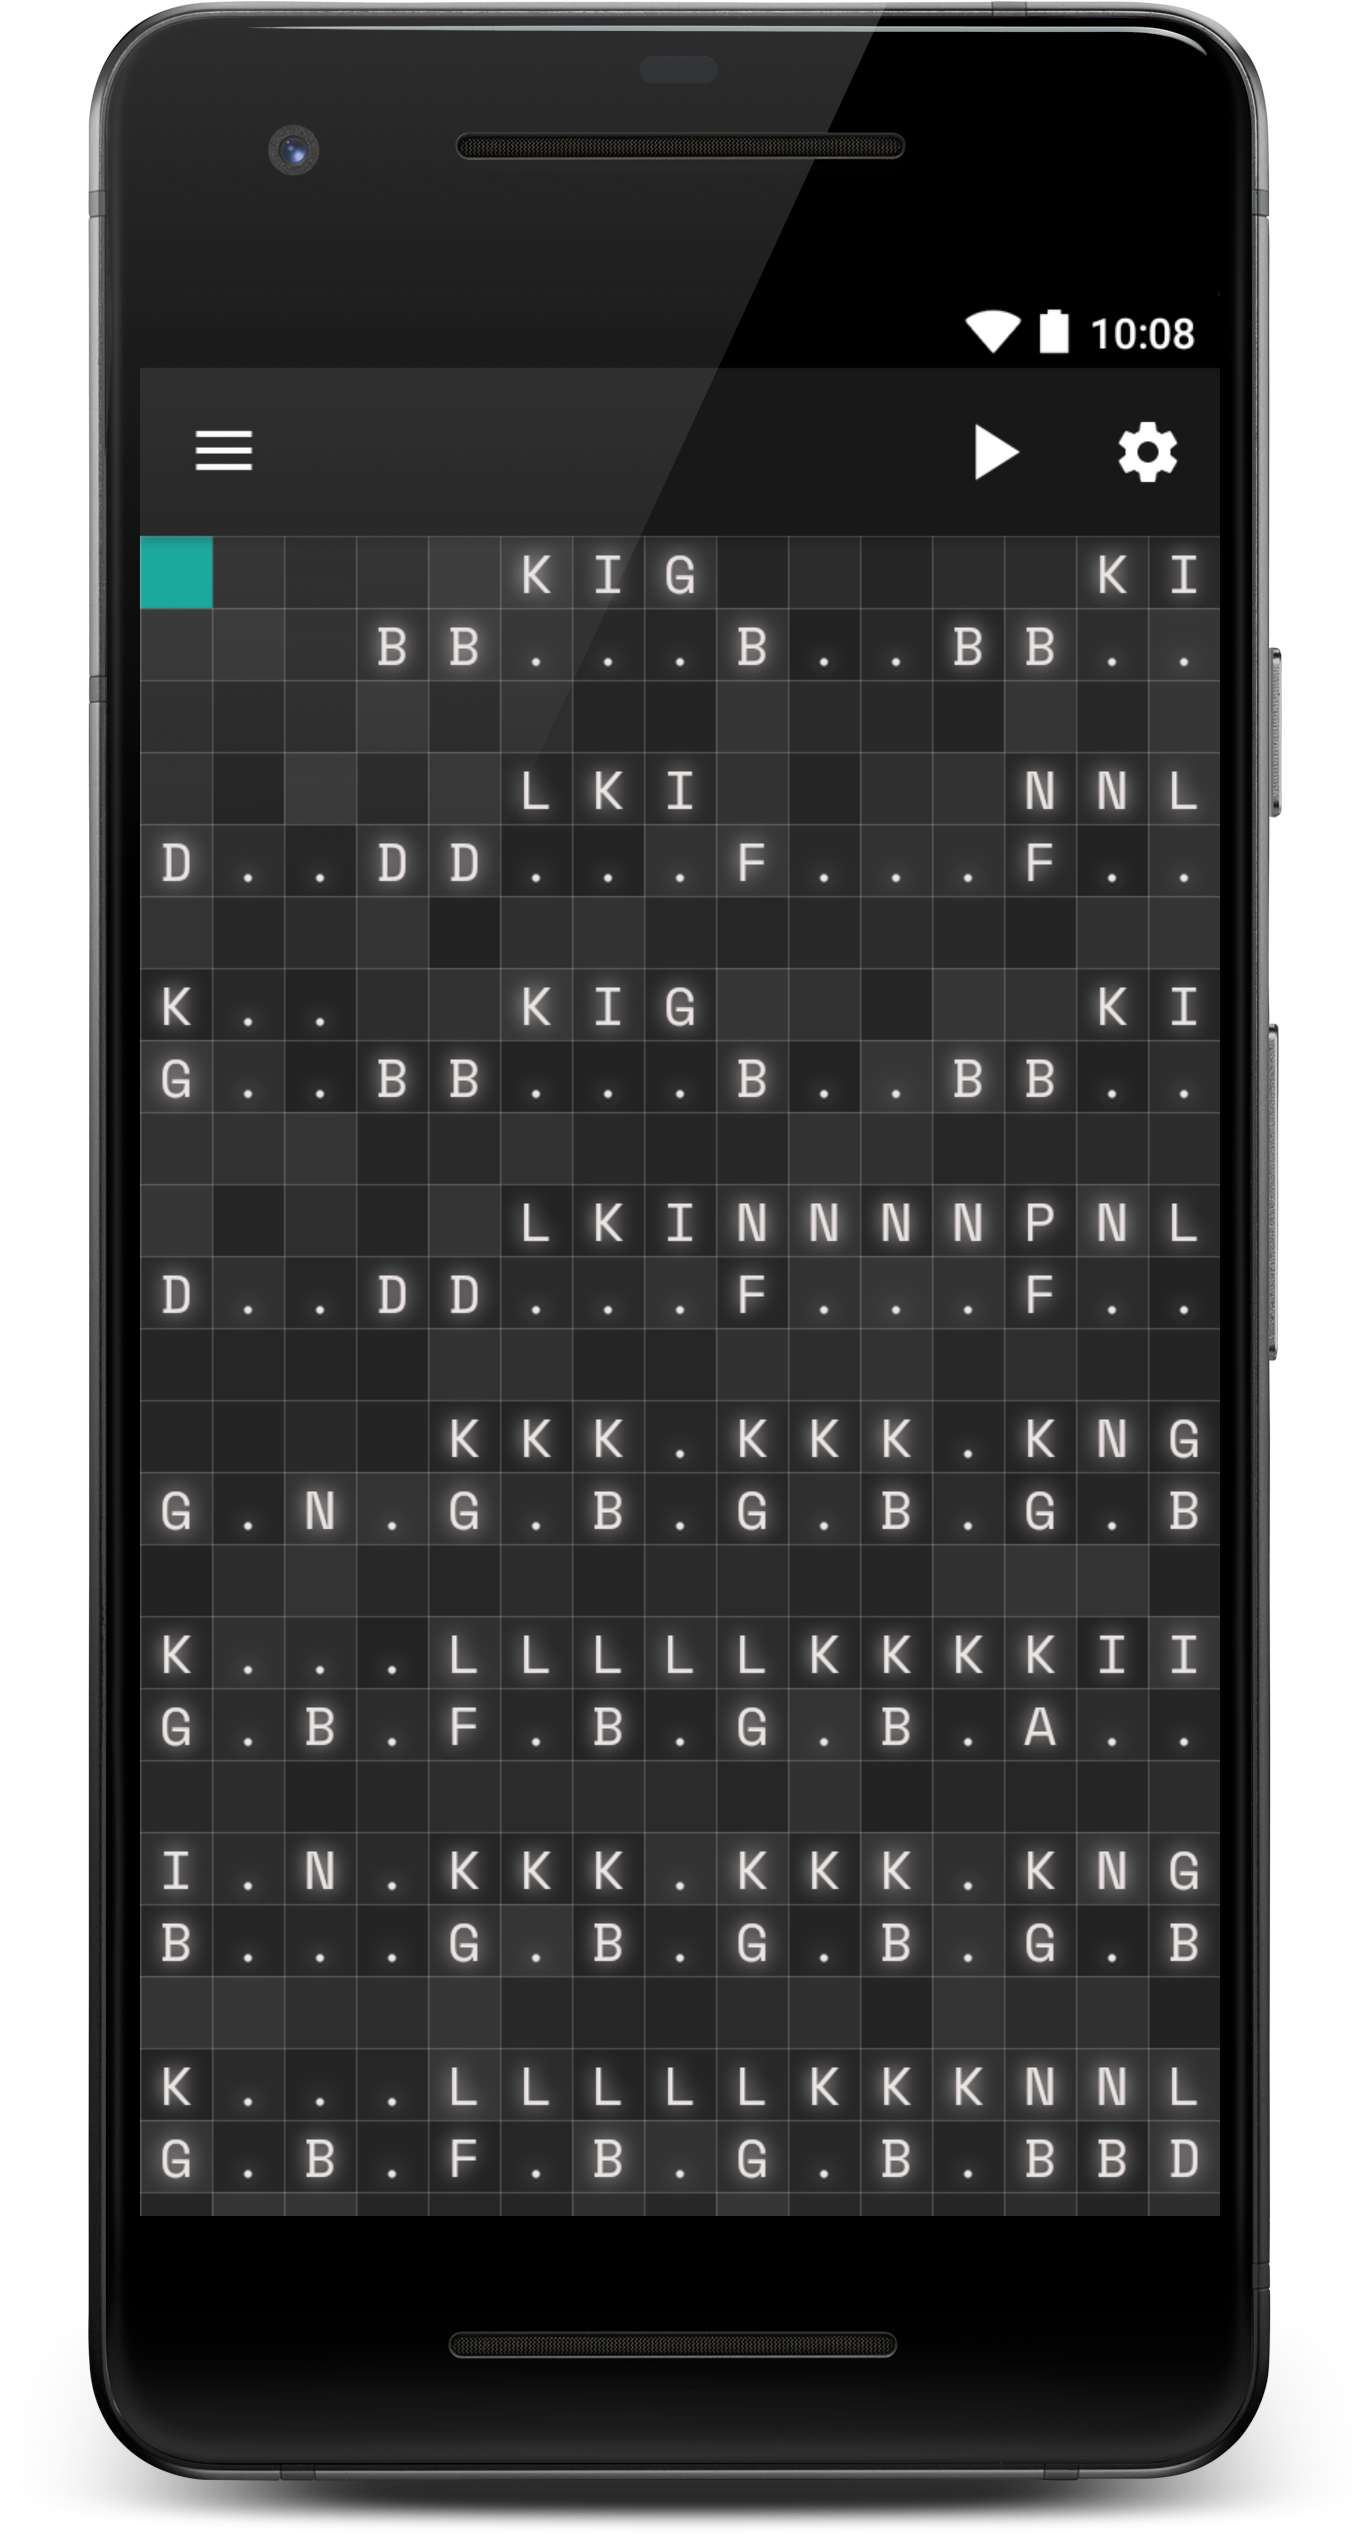 10:08
K I G K I
B B . . . B . . B B . .
L K I N N L
D . . D D . . . F . . . F . .
K . . K I G K I
G . . B B . . . B . . B B . .
L K I N N N N P N L
D . . D D . . . F . . . F . .
K K K . K K K . K N G
G . N . G . B . G . B . G . B
K . . . L L L L L K K K K I I
G . B . F . B . G . B . A . .
I . N . K K K . K K K . K N G
B . . . G . B . G . B . G . B
K . . . L L L L L K K K N N L
G . B . F . B . G . B . B B D